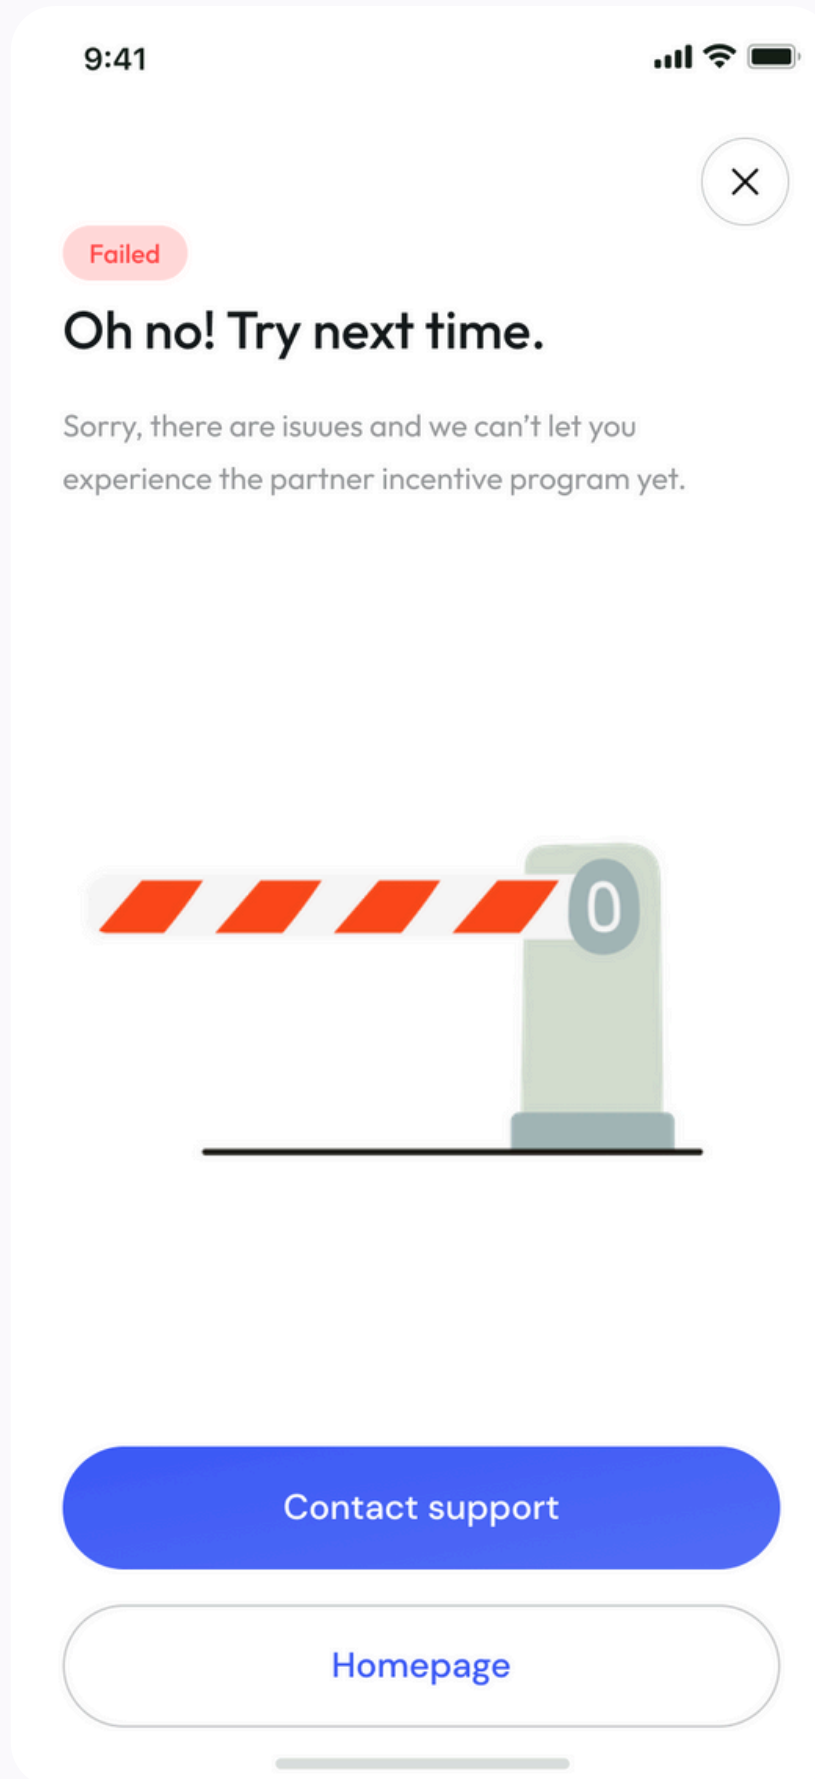 9:41
Failed
Oh no! Try next time.
Sorry, there are isuues and we can’t let you
experience the partner incentive program yet.
0
Contact support
Homepage